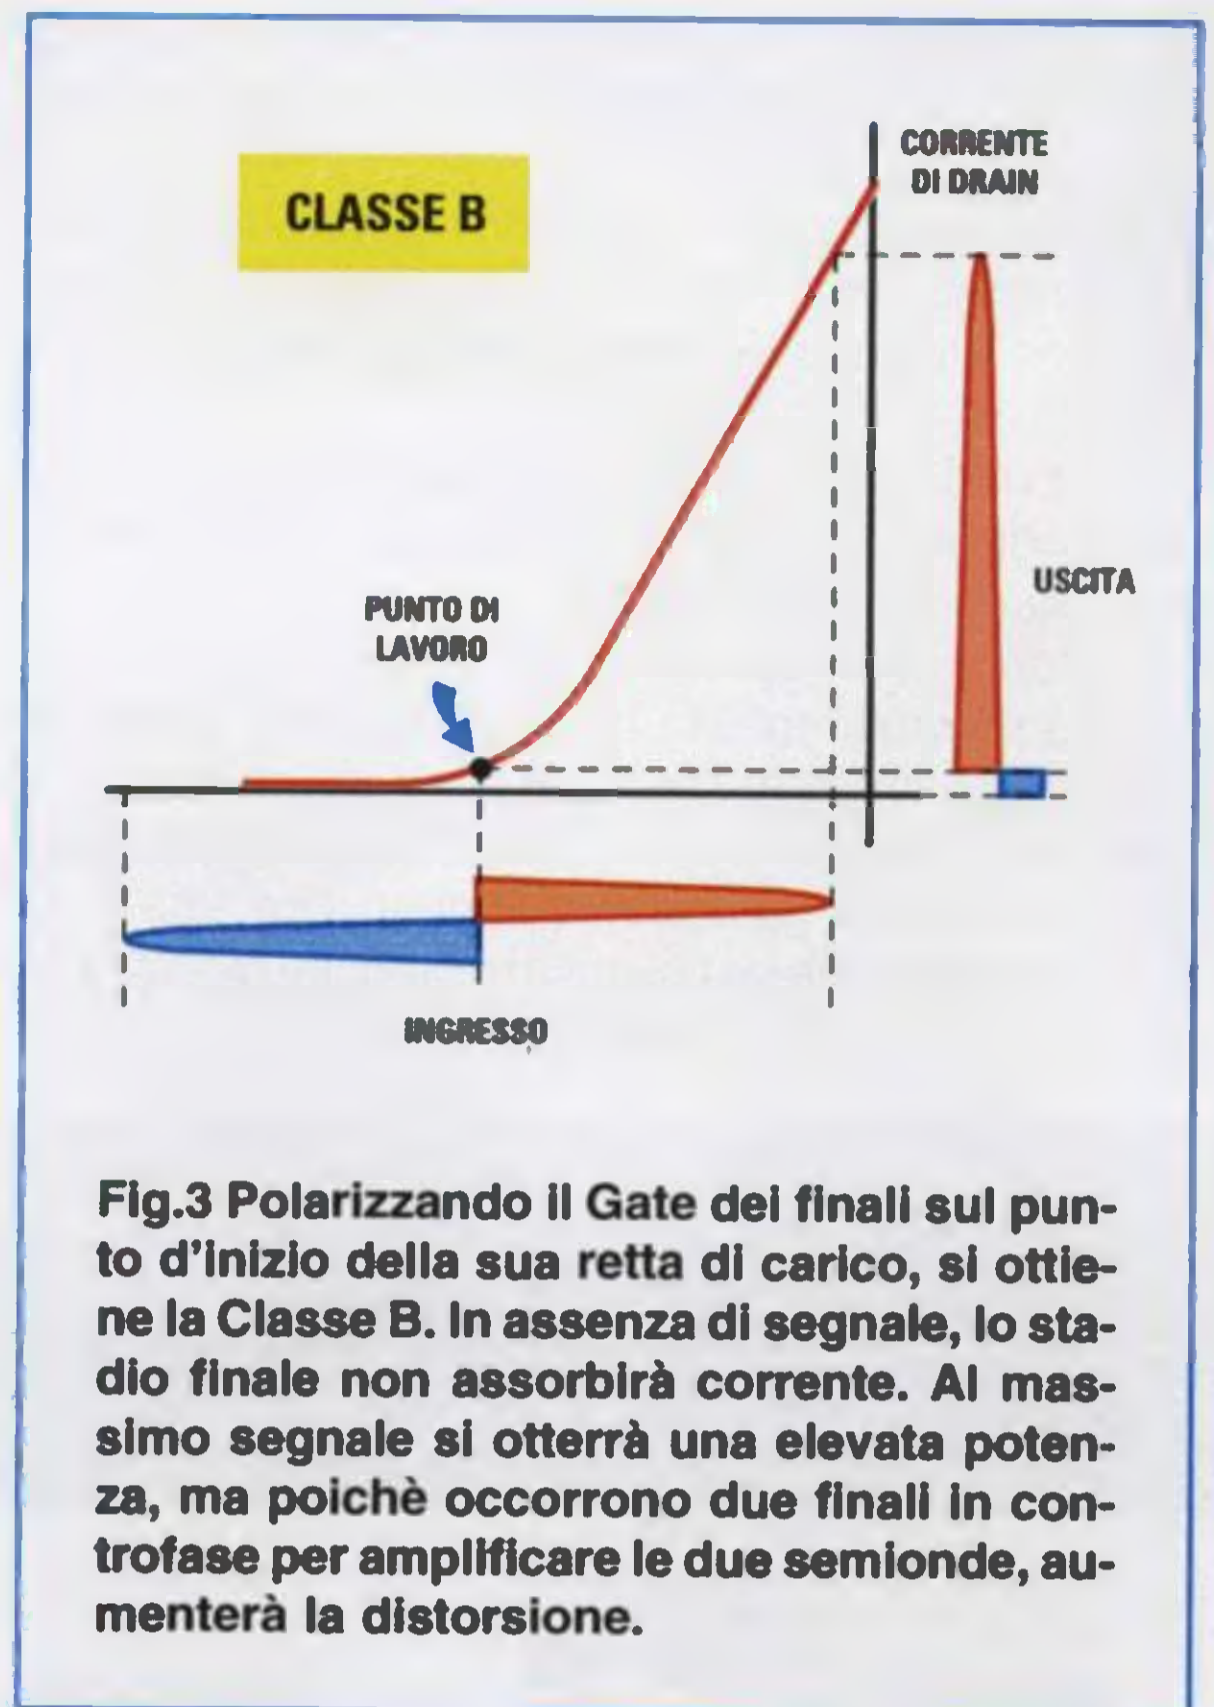 CORRENTE
DI DRAIN
CLASSE B
USCITA
PUNTO DI
LAVORO
INGRESSO
Fig.3 Polarizzando il Gate dei finali sul pun-
to d'inizio della sua retta di carico, si ottie-
ne la Classe B. In assenza di segnale, lo sta-
dio finale non assorbirà corrente. Al mas-
simo segnale si otterrà una elevata poten-
za, ma poichè occorrono due finali in con-
trofase per amplificare le due semionde, au-
menterà la distorsione.